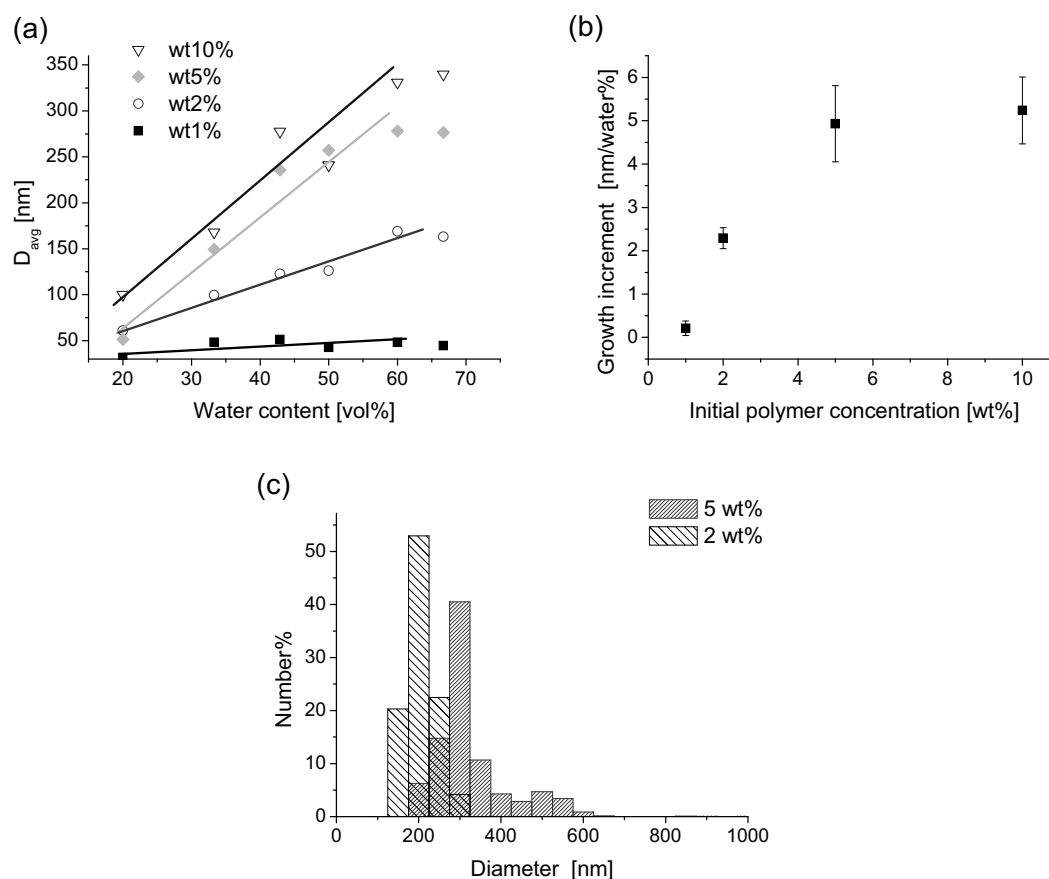 (a)
wt10%
wt5%
wt2%
wt1%
350
300
250
200
150
100
50
20 30 40 50 60 70
D_avg [nm]
Water content [vol%]
(b)
6
5
4
3
2
1
0
0 2 4 6 8 10
Growth increment [nm/water%]
Initial polymer concentration [wt%]
(c)
5 wt%
2 wt%
50
40
30
20
10
0
0 200 400 600 800 1000
Number%
Diameter [nm]